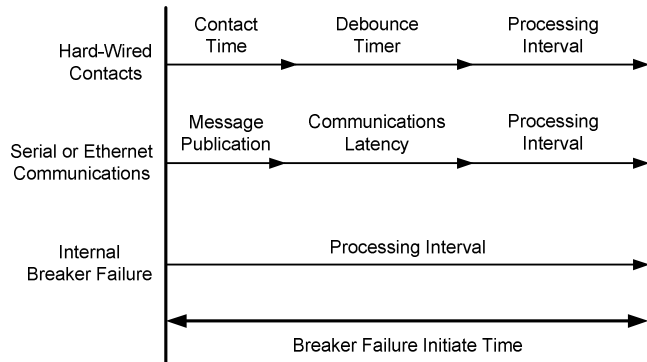 Hard-Wired
Contacts
Contact
Time
Debounce
Timer
Processing
Interval
Serial or Ethernet
Communications
Message
Publication
Communications
Latency
Processing
Interval
Internal
Breaker Failure
Processing Interval
Breaker Failure Initiate Time